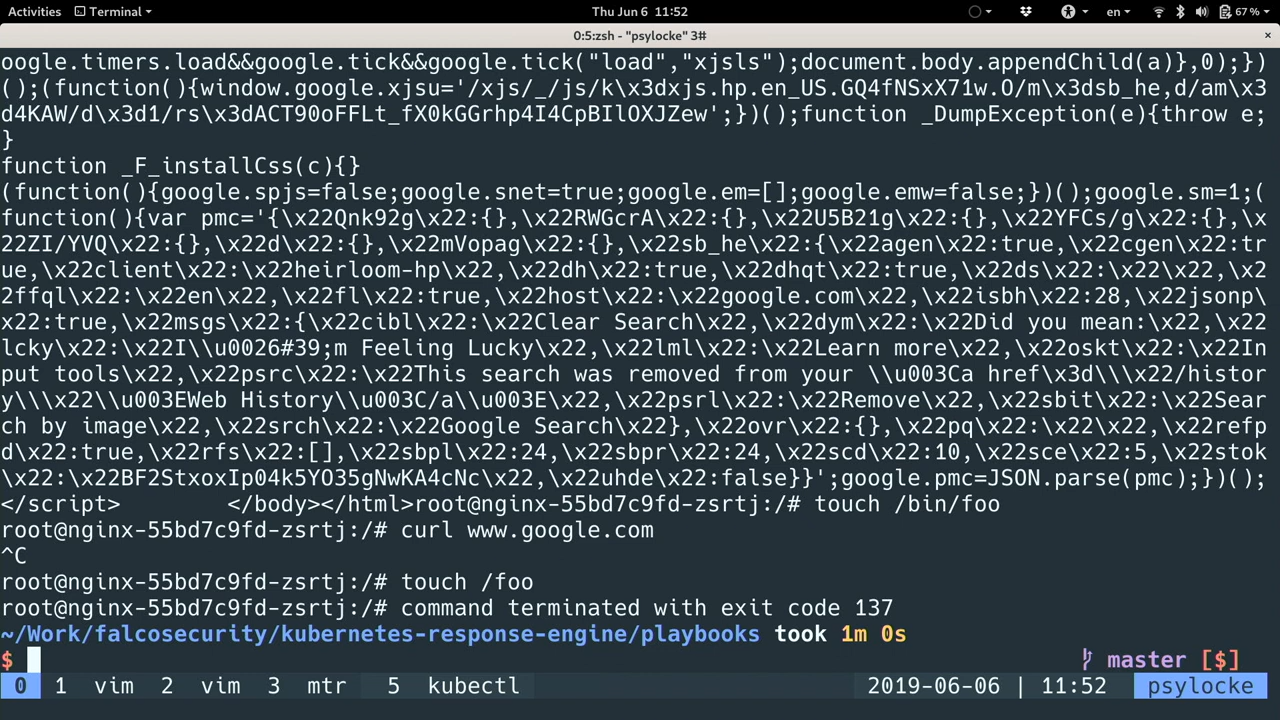 Activities Terminal Thu Jun 6 11:52 en 67 %
0:5:zsh - "psylocke" 3#
oogle.timers.load&&google.tick&&google.tick("load","xjsls");document.body.appendChild(a)},0);})
();(function(){window.google.xjsu='/xjs/_/js/k\x3dxjs.hp.en_US.GQ4fNSxX71w.O/m\x3dsb_he,d/am\x3
d4KAW/d\x3d1/rs\x3dACT90oFFLt_fX0kGGrhp4I4CpBIlOXJZew';})();function _DumpException(e){throw e;
}
function _F_installCss(c){}
(function(){google.spjs=false;google.snet=true;google.em=[];google.emw=false;})();google.sm=1;(
function(){var pmc='{\x22Qnk92g\x22:{},\x22RWGcrA\x22:{},\x22U5B21g\x22:{},\x22YFCs/g\x22:{},\x
22ZI/YVQ\x22:{},\x22d\x22:{},\x22mVopag\x22:{},\x22sb_he\x22:{\x22agen\x22:true,\x22cgen\x22:tr
ue,\x22client\x22:\x22heirloom-hp\x22,\x22dh\x22:true,\x22dhqt\x22:true,\x22ds\x22:\x22\x22,\x2
2ffql\x22:\x22en\x22,\x22fl\x22:true,\x22host\x22:\x22google.com\x22,\x22isbh\x22:28,\x22jsonp\
x22:true,\x22msgs\x22:{\x22cibl\x22:\x22Clear Search\x22,\x22dym\x22:\x22Did you mean:\x22,\x22
lcky\x22:\x22I\\u0026#39;m Feeling Lucky\x22,\x22lml\x22:\x22Learn more\x22,\x22oskt\x22:\x22In
put tools\x22,\x22psrc\x22:\x22This search was removed from your \\u003Ca href\x3d\\\x22/histor
y\\\x22\\u003EWeb History\\u003C/a\\u003E\x22,\x22psrl\x22:\x22Remove\x22,\x22sbit\x22:\x22Sear
ch by image\x22,\x22srch\x22:\x22Google Search\x22},\x22ovr\x22:{},\x22pq\x22:\x22\x22,\x22refp
d\x22:true,\x22rfs\x22:[],\x22sbpl\x22:24,\x22sbpr\x22:24,\x22scd\x22:10,\x22sce\x22:5,\x22stok
\x22:\x22BF2StxoxIp04k5YO35gNwKA4cNc\x22,\x22uhde\x22:false}}';google.pmc=JSON.parse(pmc);})();
</script> </body></html>root@nginx-55bd7c9fd-zsrtj:/# touch /bin/foo
root@nginx-55bd7c9fd-zsrtj:/# curl www.google.com
^C
root@nginx-55bd7c9fd-zsrtj:/# touch /foo
root@nginx-55bd7c9fd-zsrtj:/# command terminated with exit code 137
~/Work/falcosecurity/kubernetes-response-engine/playbooks took 1m 0s
$ master [$]
0 1 vim 2 vim 3 mtr 5 kubectl 2019-06-06 | 11:52 psylocke